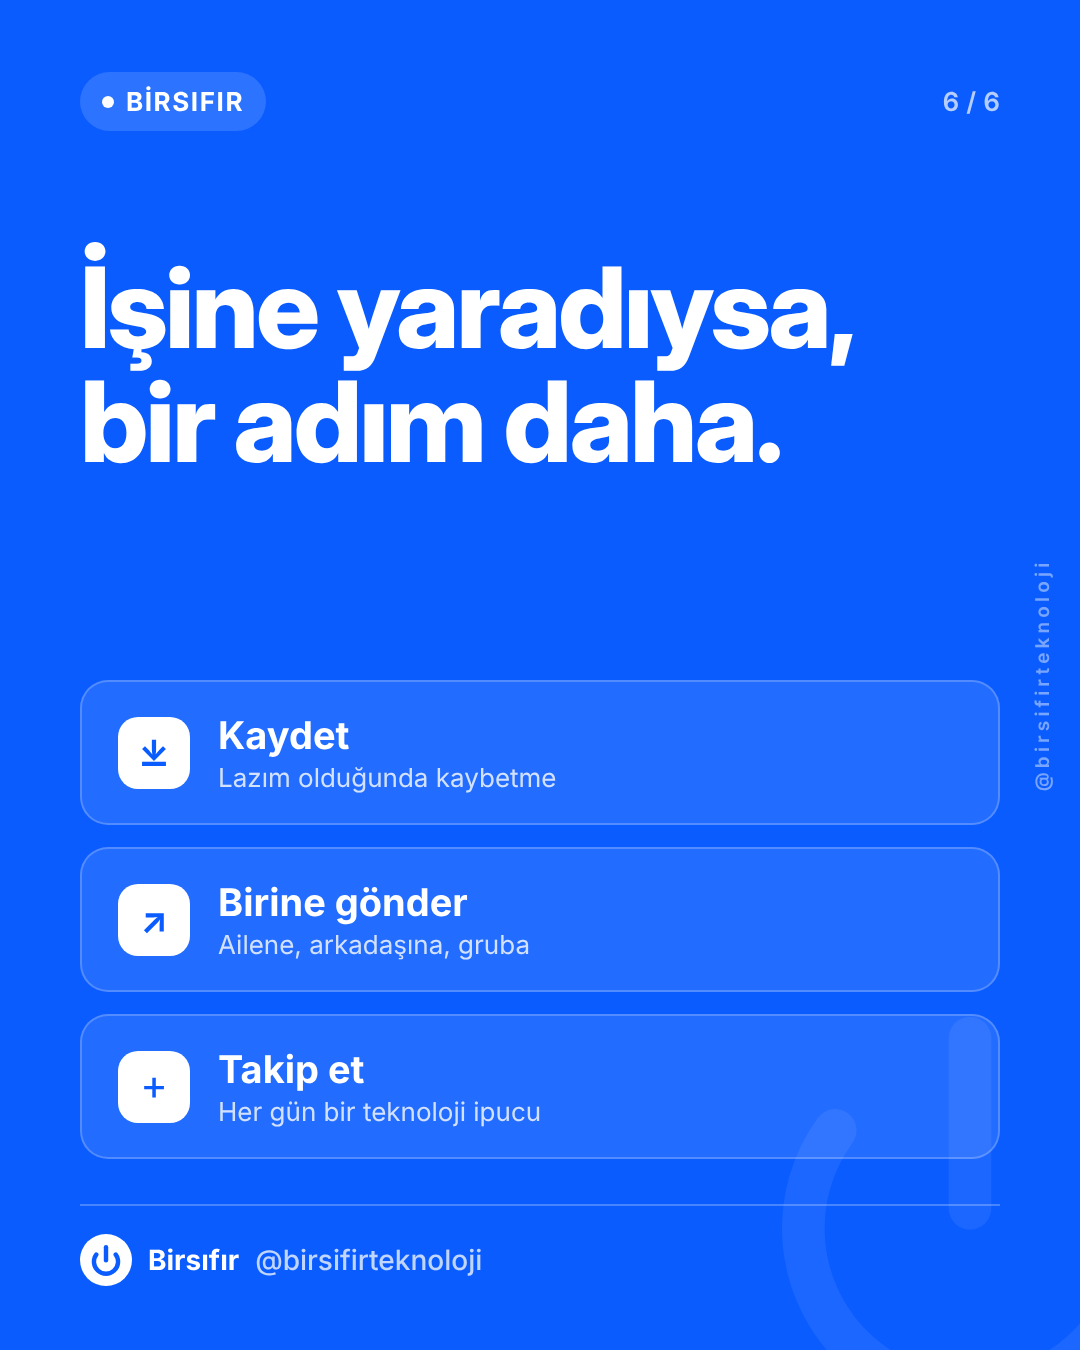 BİRSIFIR
6 / 6
İşine yaradıysa,
bir adım daha.
@birsifirteknoloji
Kaydet
Lazım olduğunda kaybetme
Birine gönder
Ailene, arkadaşına, gruba
Takip et
Her gün bir teknoloji ipucu
Birsıfır @birsifirteknoloji